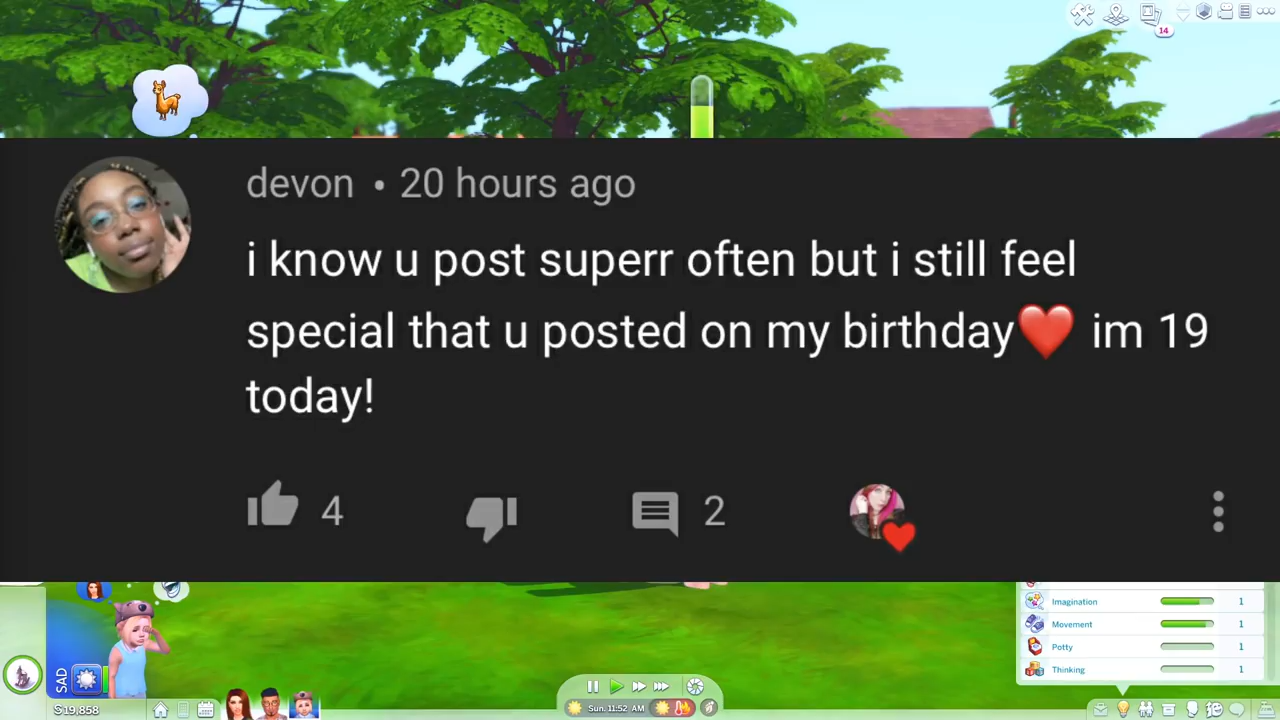 14
devon • 20 hours ago
i know u post superr often but i still feel
special that u posted on my birthday❤️ im 19
today!
4
2
Imagination 1
Movement 1
Potty 1
Thinking 1
SAD
§19,858
Sun. 11:52 AM